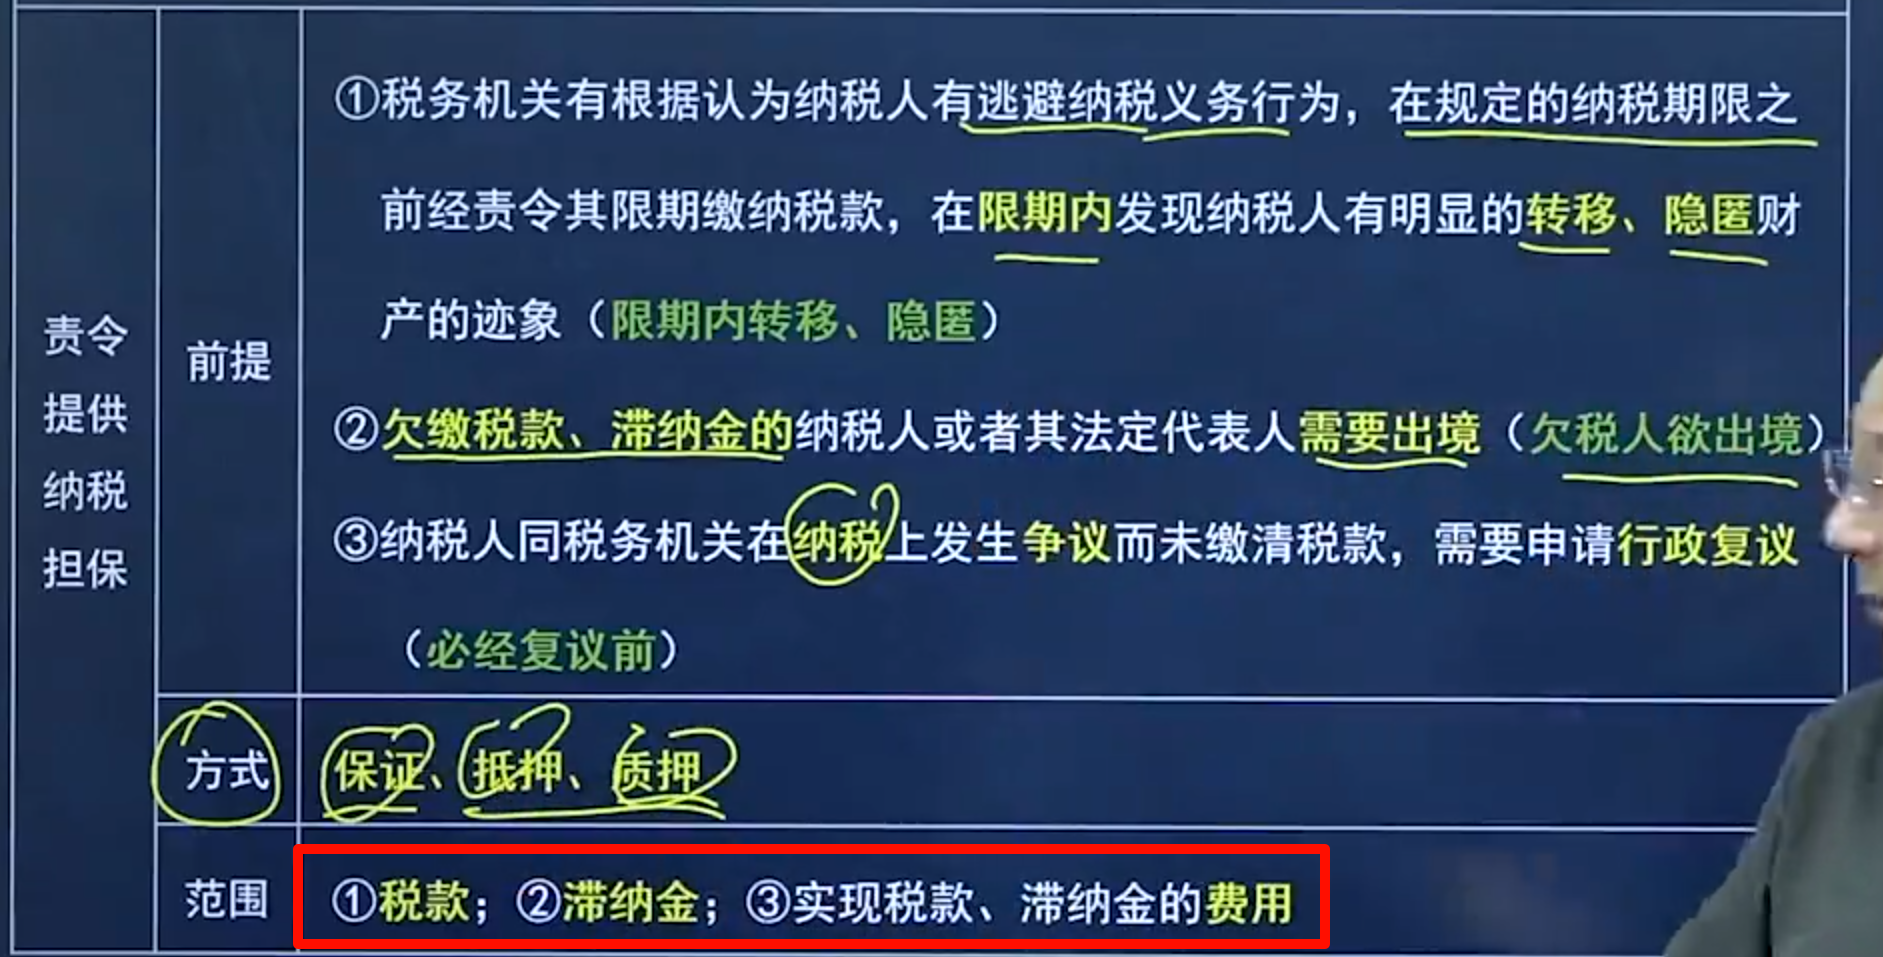 责令
提供
纳税
担保
前提
①税务机关有根据认为纳税人有逃避纳税义务行为，在规定的纳税期限之
前经责令其限期缴纳税款，在限期内发现纳税人有明显的转移、隐匿财
产的迹象（限期内转移、隐匿）
②欠缴税款、滞纳金的纳税人或者其法定代表人需要出境（欠税人欲出境）
③纳税人同税务机关在纳税上发生争议而未缴清税款，需要申请行政复议
（必经复议前）
方式
保证、抵押、质押
范围
①税款；②滞纳金；③实现税款、滞纳金的费用